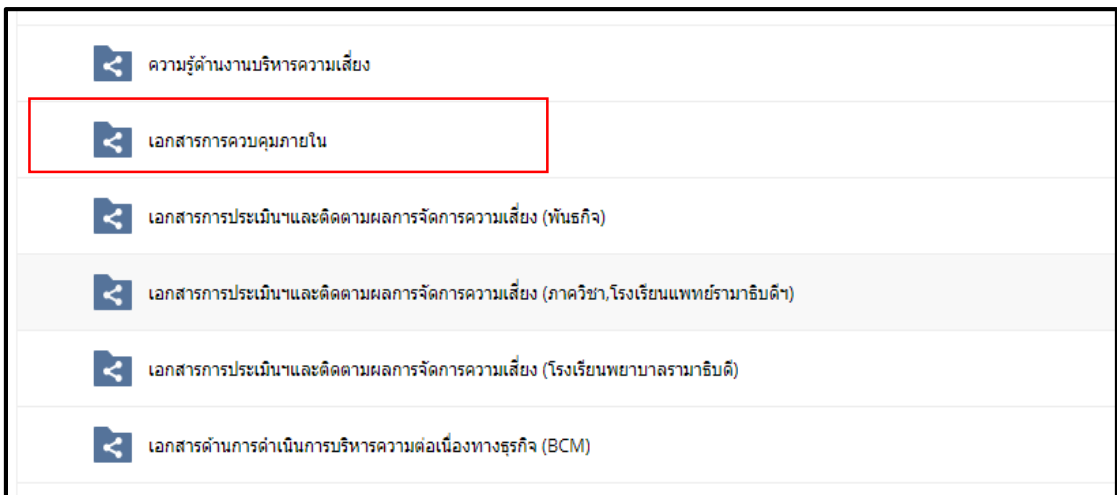 ความรู้ด้านงานบริหารความเสี่ยง
เอกสารการควบคุมภายใน
เอกสารการประเมินฯและติดตามผลการจัดการความเสี่ยง (พันธกิจ)
เอกสารการประเมินฯและติดตามผลการจัดการความเสี่ยง (ภาควิชา,โรงเรียนแพทย์รามาธิบดีฯ)
เอกสารการประเมินฯและติดตามผลการจัดการความเสี่ยง (โรงเรียนพยาบาลรามาธิบดี)
เอกสารด้านการดำเนินการบริหารความต่อเนื่องทางธุรกิจ (BCM)